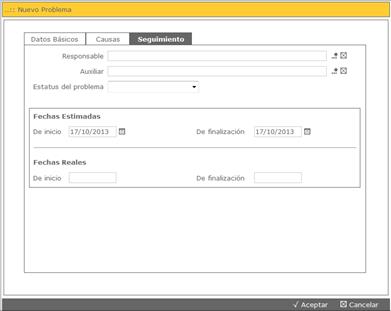 ..:: Nuevo Problema
Datos Básicos Causas Seguimiento
Responsable
Auxiliar
Estatus del problema
Fechas Estimadas
De inicio 17/10/2013 De finalización 17/10/2013
Fechas Reales
De inicio De finalización
√ Aceptar Cancelar